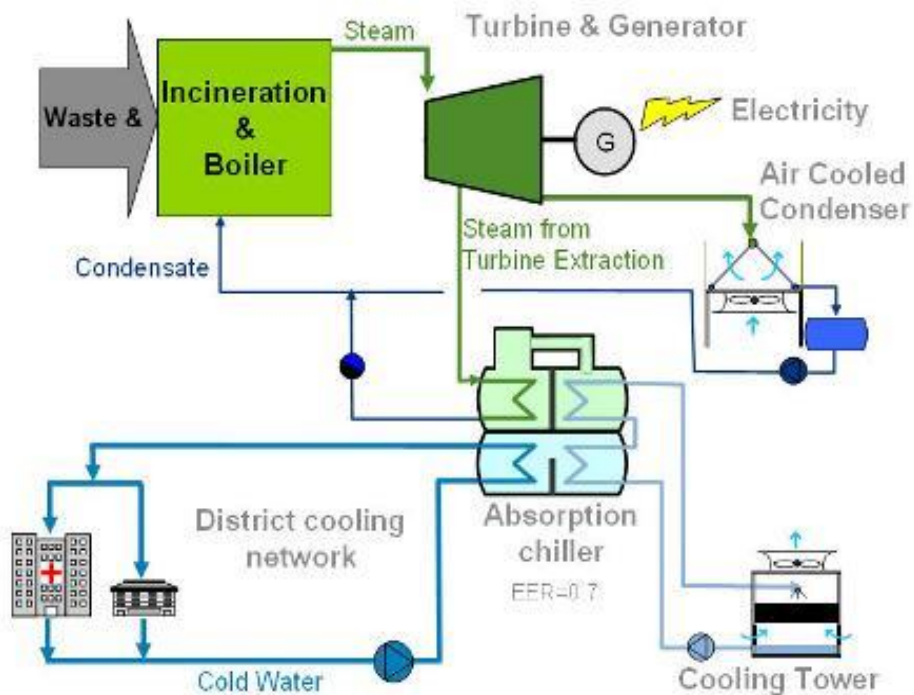 Steam
Turbine & Generator
Waste &
Incineration
&
Boiler
G
Electricity
Air Cooled
Condenser
Steam from
Turbine Extraction
Condensate
District cooling
network
Absorption
chiller
EER=0.7
Cold Water
Cooling Tower